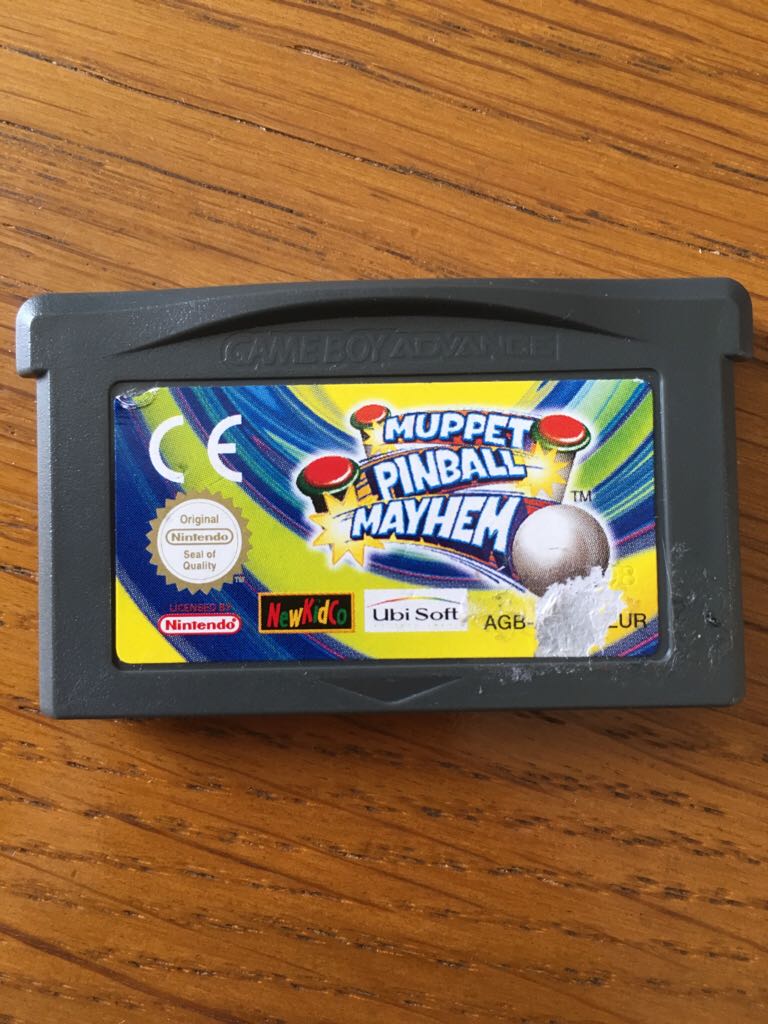 GAME BOY ADVANCE
CE
MUPPET
PINBALL
MAYHEM
TM
Original
Nintendo
Seal of
Quality
TM
LICENSED BY
Nintendo
NewKidCo
Ubi Soft
AGB-
EUR